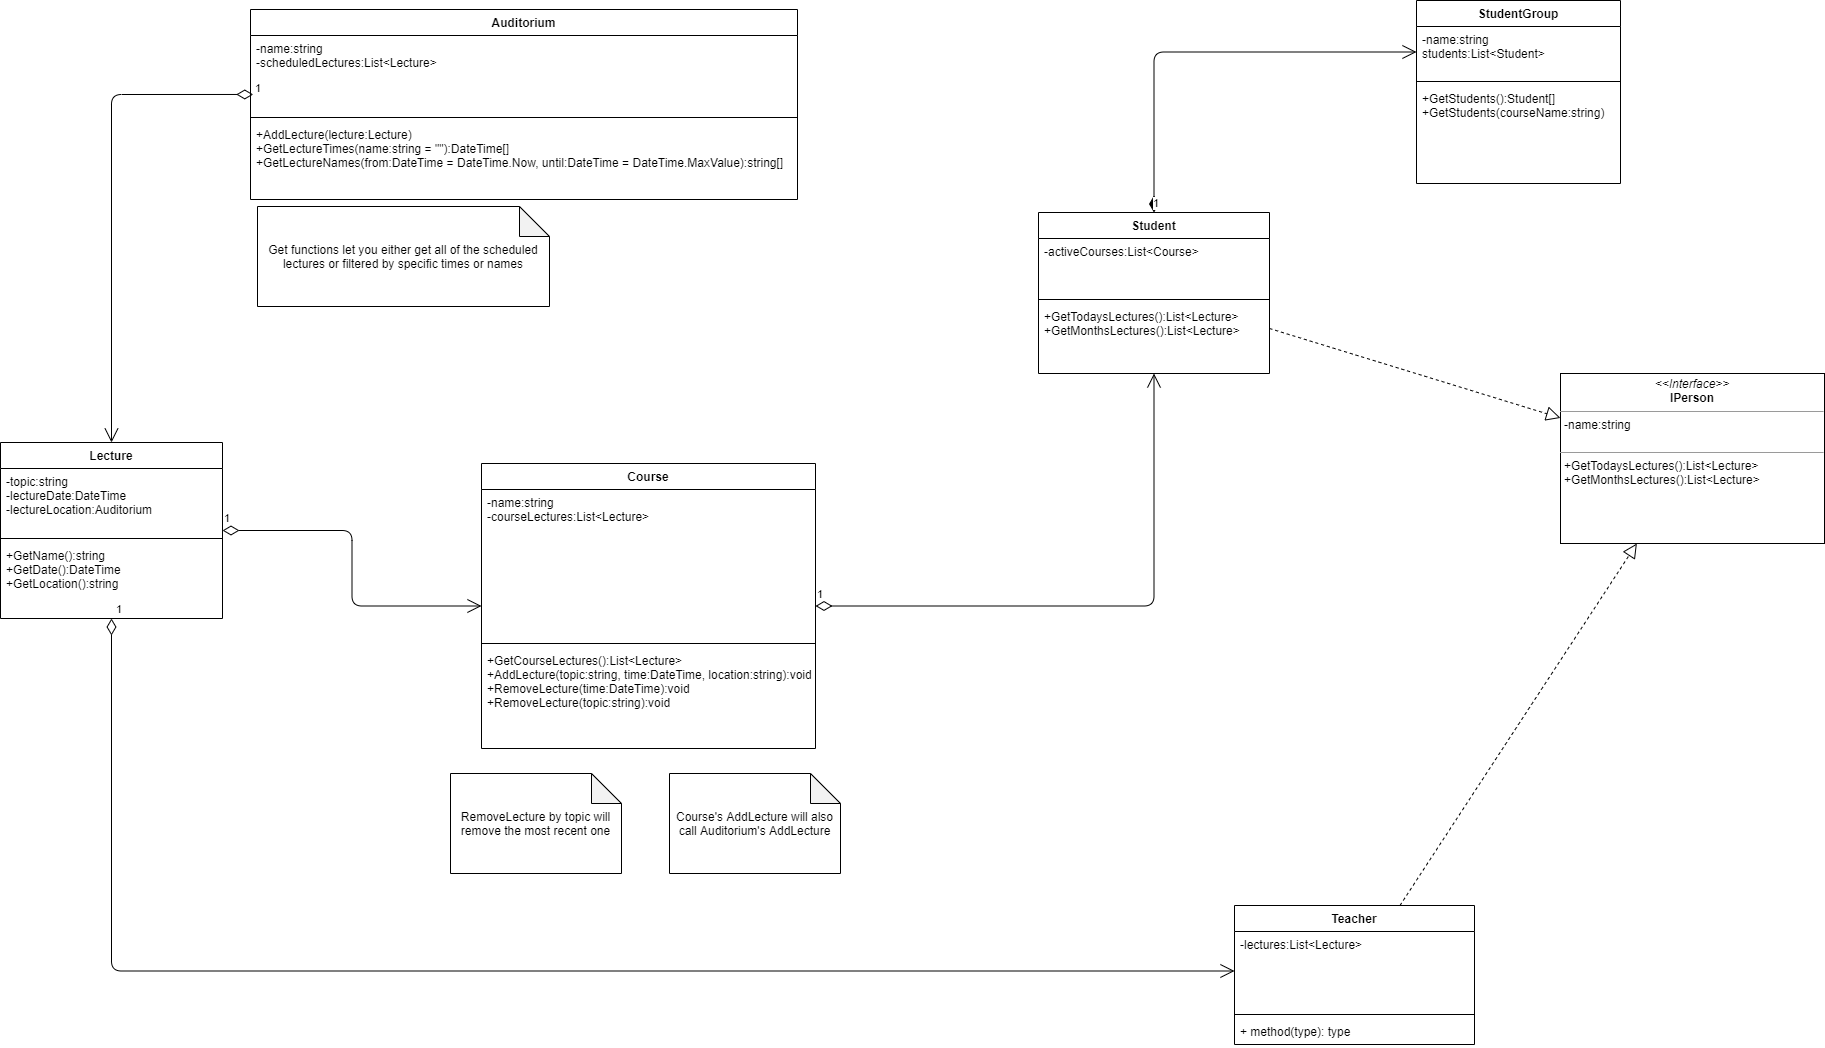 Auditorium
-name:string
-scheduledLectures:List<Lecture>
1
+AddLecture(lecture:Lecture)
+GetLectureTimes(name:string = ""):DateTime[]
+GetLectureNames(from:DateTime = DateTime.Now, until:DateTime = DateTime.MaxValue):string[]
Get functions let you either get all of the scheduled
lectures or filtered by specific times or names
StudentGroup
-name:string
students:List<Student>
+GetStudents():Student[]
+GetStudents(courseName:string)
1
Student
-activeCourses:List<Course>
+GetTodaysLectures():List<Lecture>
+GetMonthsLectures():List<Lecture>
<<Interface>>
IPerson
-name:string
+GetTodaysLectures():List<Lecture>
+GetMonthsLectures():List<Lecture>
Lecture
-topic:string
-lectureDate:DateTime
-lectureLocation:Auditorium
1
+GetName():string
+GetDate():DateTime
+GetLocation():string
1
Course
-name:string
-courseLectures:List<Lecture>
1
+GetCourseLectures():List<Lecture>
+AddLecture(topic:string, time:DateTime, location:string):void
+RemoveLecture(time:DateTime):void
+RemoveLecture(topic:string):void
RemoveLecture by topic will
remove the most recent one
Course's AddLecture will also
call Auditorium's AddLecture
Teacher
-lectures:List<Lecture>
+ method(type): type